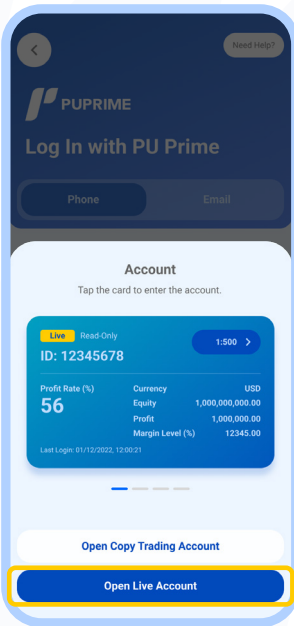 Need Help?
PUPRIME
Log In with PU Prime
Phone Email
Account
Tap the card to enter the account.
Live Read-Only
1:500
ID: 12345678
Profit Rate (%)
56
Currency USD
Equity 1,000,000,000.00
Profit 1,000,000.00
Margin Level (%) 12345.00
Last Login: 01/12/2022, 12:00:21
Open Copy Trading Account
Open Live Account